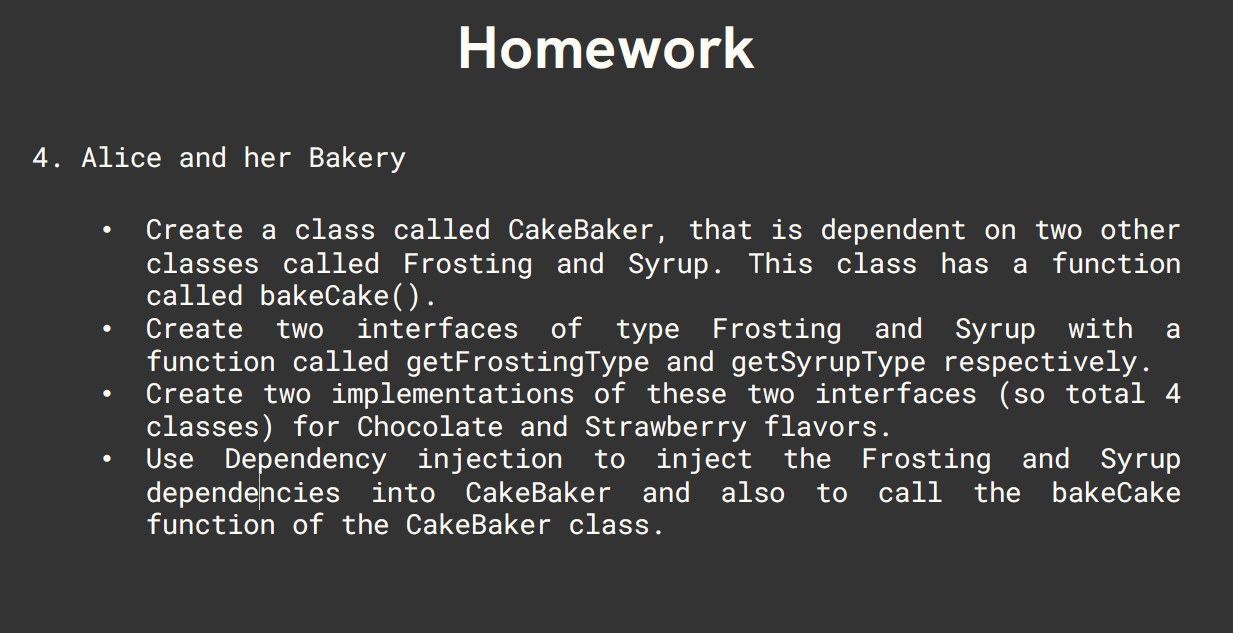 Homework
4. Alice and her Bakery
• Create a class called CakeBaker, that is dependent on two other
classes called Frosting and Syrup. This class has a function
called bakeCake().
• Create two interfaces of type Frosting and Syrup with a
function called getFrostingType and getSyrupType respectively.
• Create two implementations of these two interfaces (so total 4
classes) for Chocolate and Strawberry flavors.
• Use Dependency injection to inject the Frosting and Syrup
dependencies into CakeBaker and also to call the bakeCake
function of the CakeBaker class.